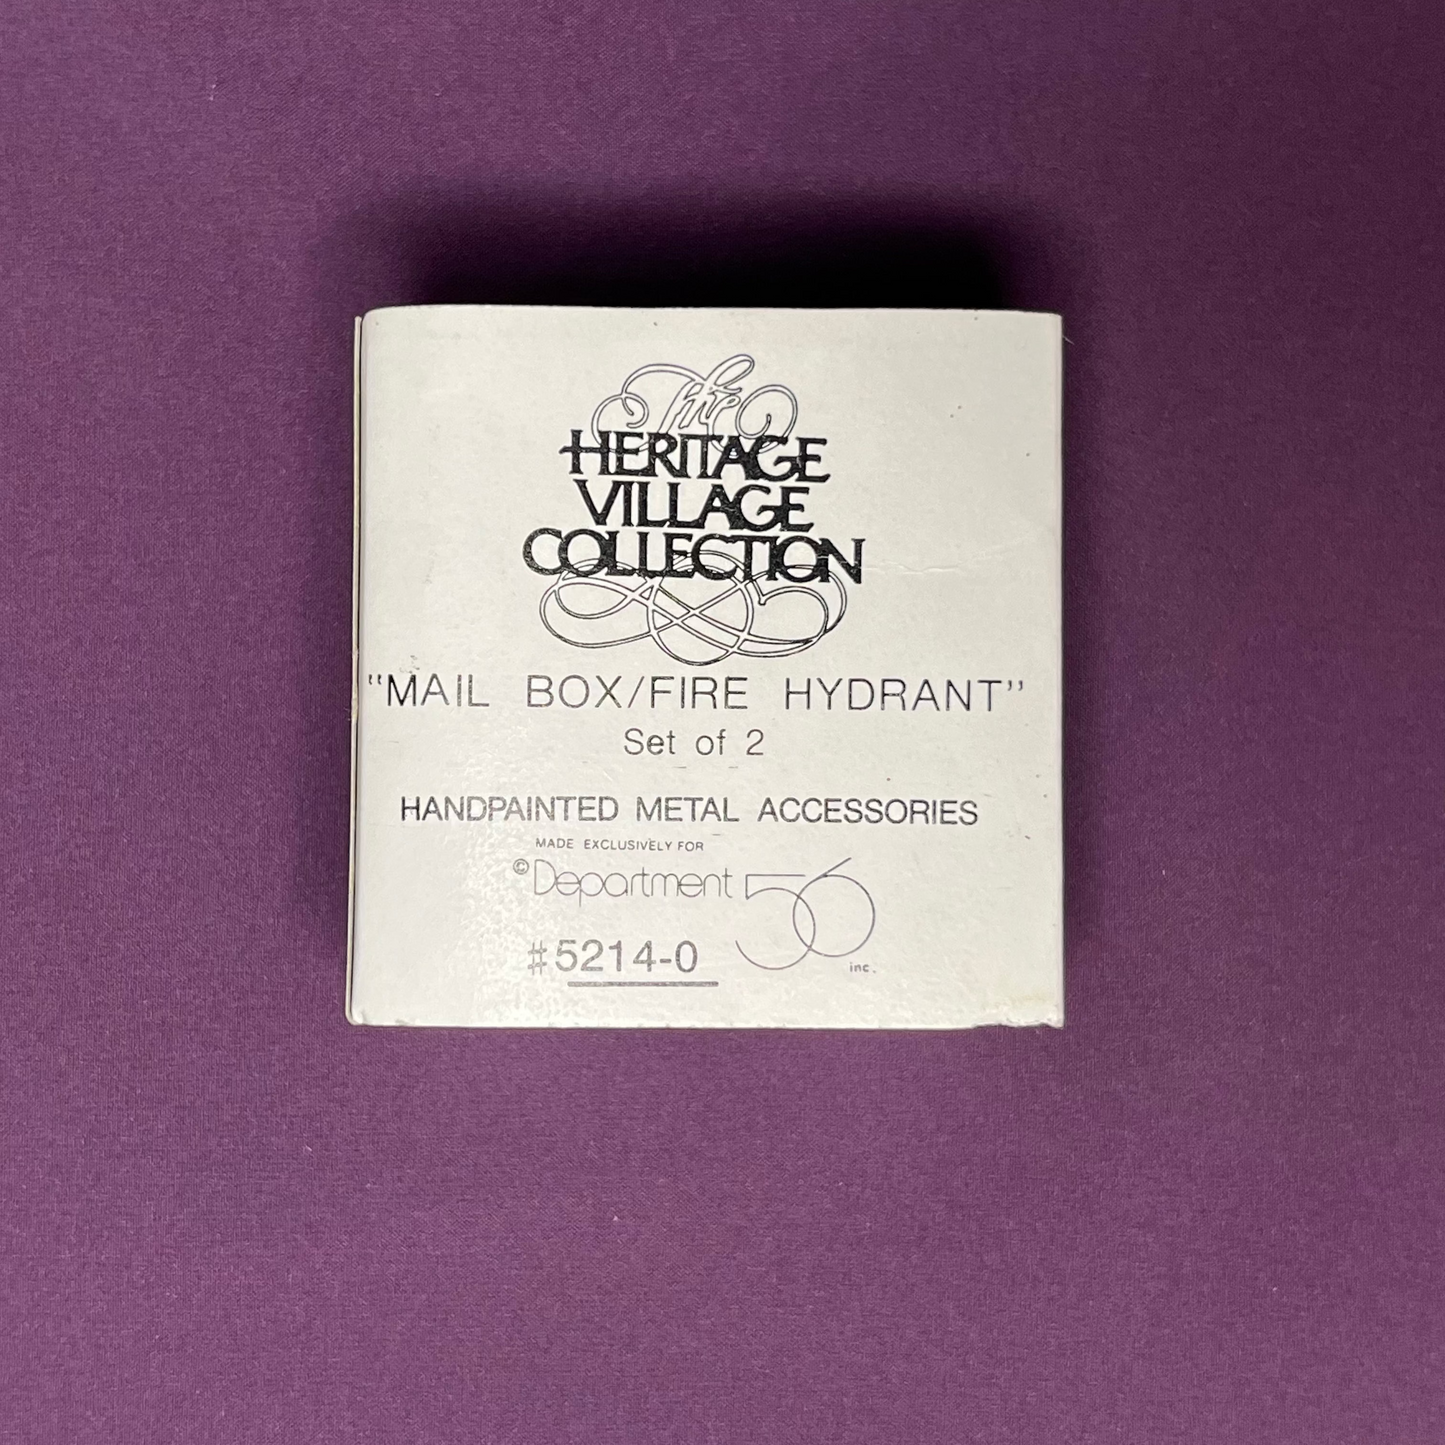 The
HERITAGE
VILLAGE
COLLECTION
"MAIL BOX/FIRE HYDRANT"
Set of 2
HANDPAINTED METAL ACCESSORIES
MADE EXCLUSIVELY FOR
©Department 56
inc.
#5214-0